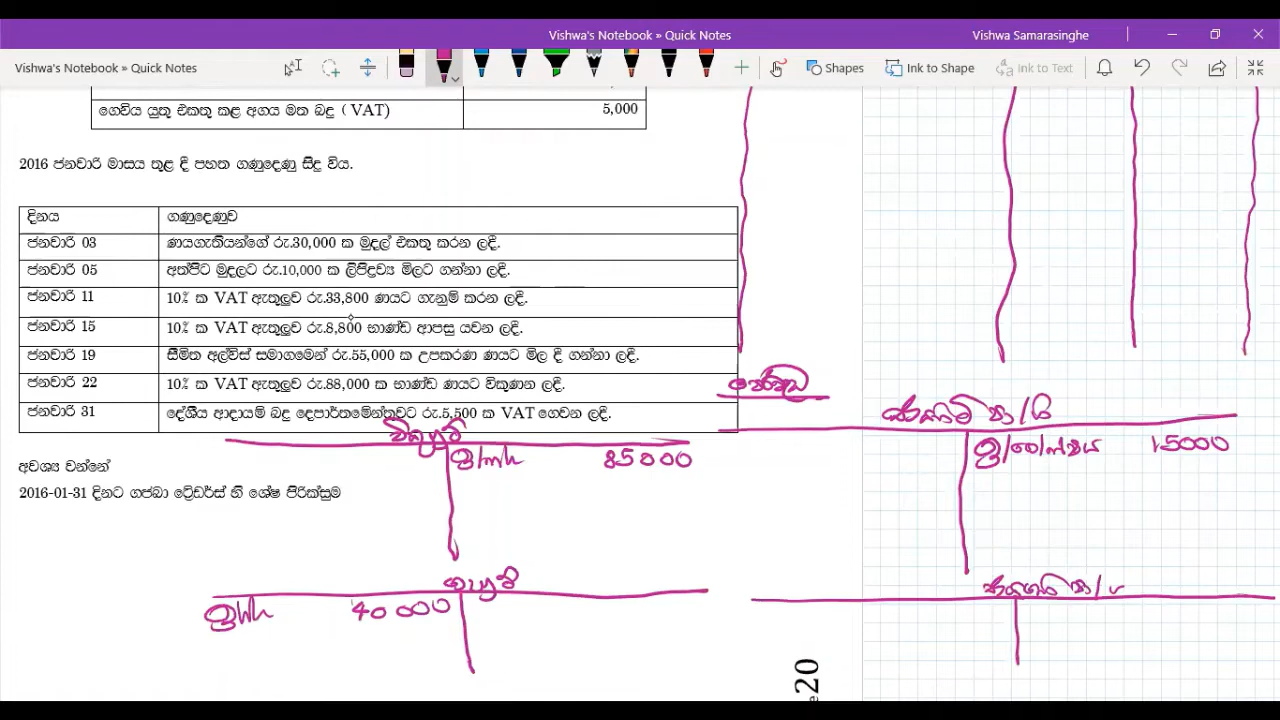 Vishwa's Notebook » Quick Notes
Vishwa Samarasinghe
Vishwa's Notebook » Quick Notes
Shapes
Ink to Shape
Ink to Text
ගෙවිය යුතු එකතු කළ අගය මත බදු ( VAT) 5,000
2016 ජනවාරි මාසය තුළ දී පහත ගණුදෙණු සිදු විය.
දිනය ගණුදෙණුව
ජනවාරි 03 ණයගැතියන්ගේ රු.30,000 ක මුදල් එකතු කරන ලදී.
ජනවාරි 05 අත්පිට මුදලට රු.10,000 ක ලිපිද්‍රව්‍ය මිලට ගන්නා ලදී.
ජනවාරි 11 10% ක VAT ඇතුලුව රු.33,800 ණයට ගැනුම් කරන ලදී.
ජනවාරි 15 10% ක VAT ඇතුලුව රු.8,800 භාණ්ඩ ආපසු යවන ලදී.
ජනවාරි 19 සීමිත අල්විස් සමාගමෙන් රු.55,000 ක උපකරණ ණයට මිල දී ගන්නා ලදී.
ජනවාරි 22 10% ක VAT ඇතුලුව රු.88,000 ක භාණ්ඩ ණයට විකුණන ලදී.
ජනවාරි 31 දේශීය ආදායම් බදු දෙපාර්තමේන්තුවට රු.5,500 ක VAT ගෙවන ලදී.
අවශ්‍ය වන්නේ
2016-01-31 දිනට ගජබා ට්‍රේඩර්ස් හි ශේෂ පිරික්සුම
85000
15000
40 000
20